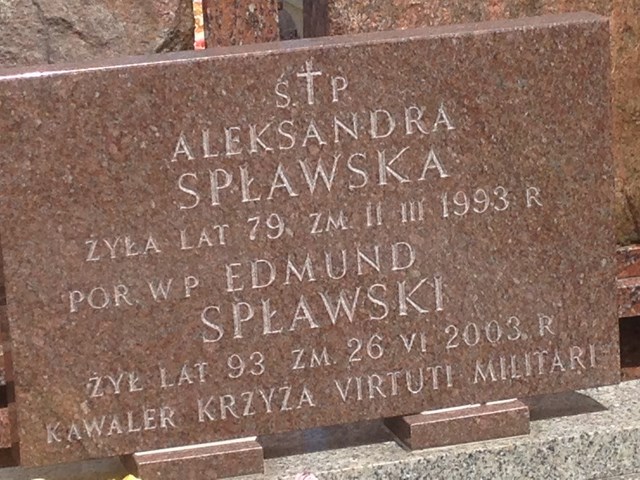 Ś.✝P
ALEKSANDRA
SPŁAWSKA
ŻYŁA LAT 79. ZM. II III 1993. R
POR. W P EDMUND
SPŁAWSKI
ŻYŁ LAT 93 ZM. 26 VI 2003. R
KAWALER KRZYŻA VIRTUTI MILITARI